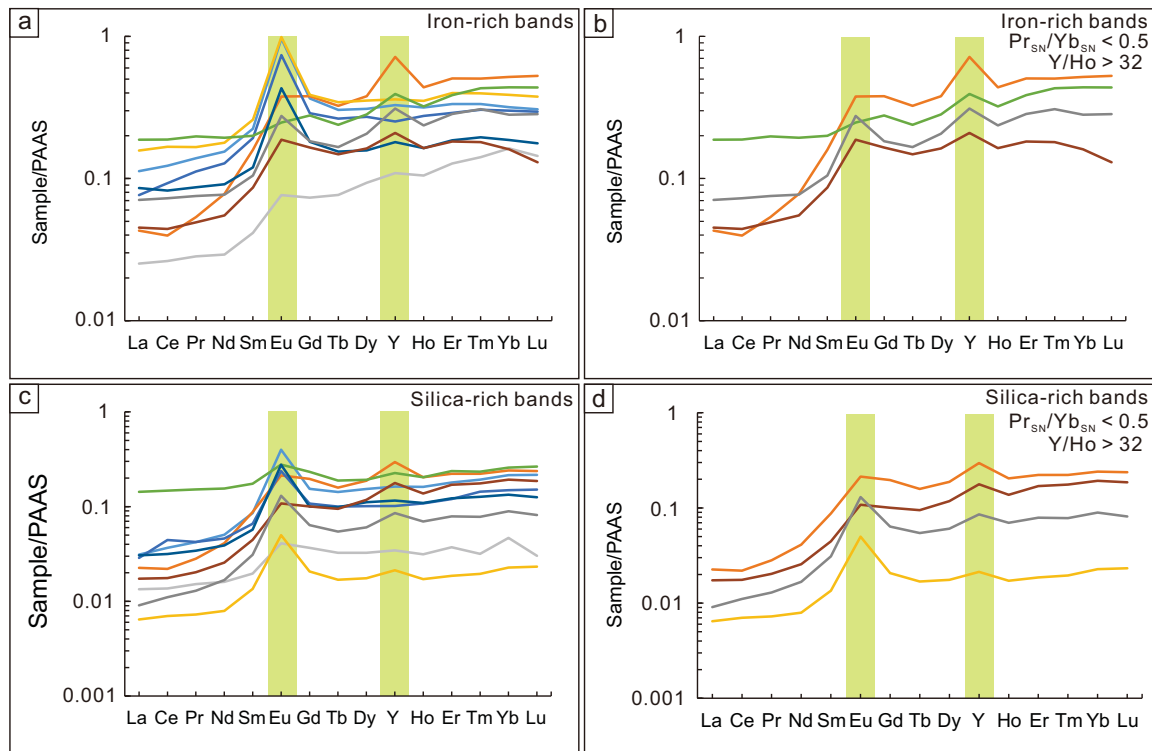 a
Iron-rich bands
1
0.1
0.01
Sample/PAAS
La Ce Pr Nd Sm Eu Gd Tb Dy Y Ho Er Tm Yb Lu
b
Iron-rich bands
PrSN/YbSN < 0.5
Y/Ho > 32
1
0.1
0.01
Sample/PAAS
La Ce Pr Nd Sm Eu Gd Tb Dy Y Ho Er Tm Yb Lu
c
Silica-rich bands
1
0.1
0.01
0.001
Sample/PAAS
La Ce Pr Nd Sm Eu Gd Tb Dy Y Ho Er Tm Yb Lu
d
Silica-rich bands
PrSN/YbSN < 0.5
Y/Ho > 32
1
0.1
0.01
0.001
Sample/PAAS
La Ce Pr Nd Sm Eu Gd Tb Dy Y Ho Er Tm Yb Lu